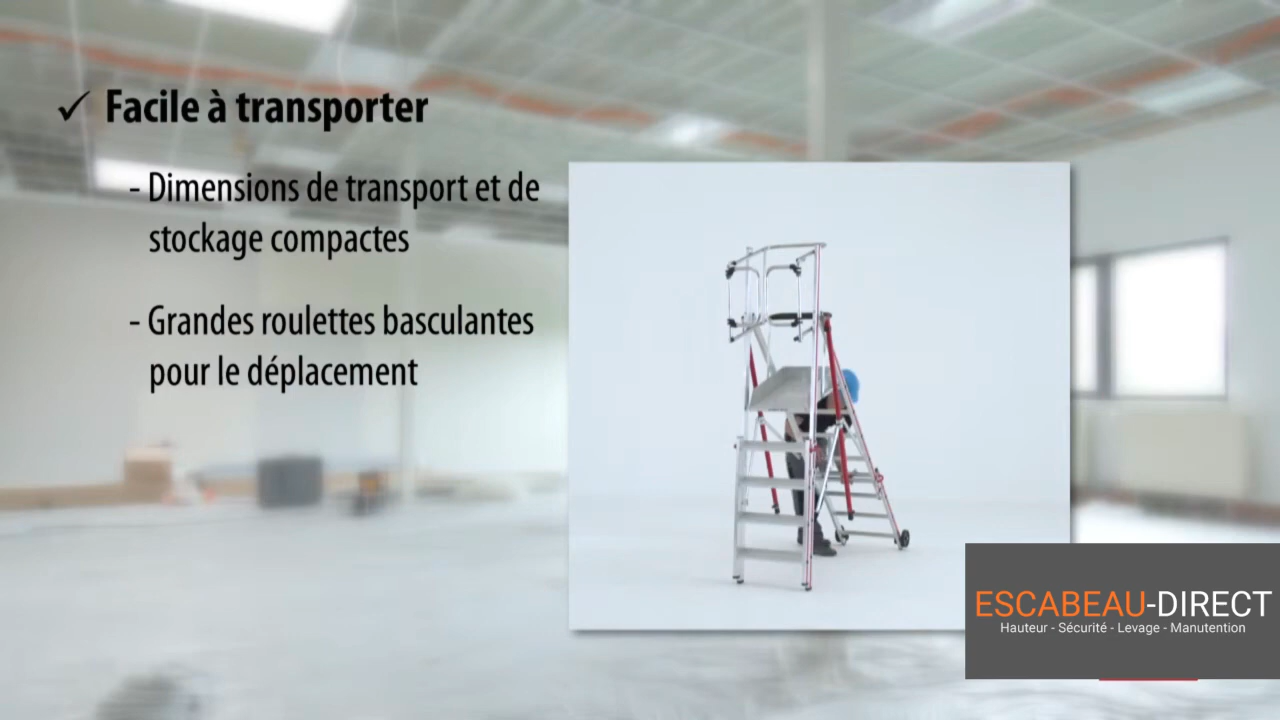 ✓ Facile à transporter
- Dimensions de transport et de
stockage compactes
- Grandes roulettes basculantes
pour le déplacement
ESCABEAU-DIRECT
Hauteur - Sécurité - Levage - Manutention